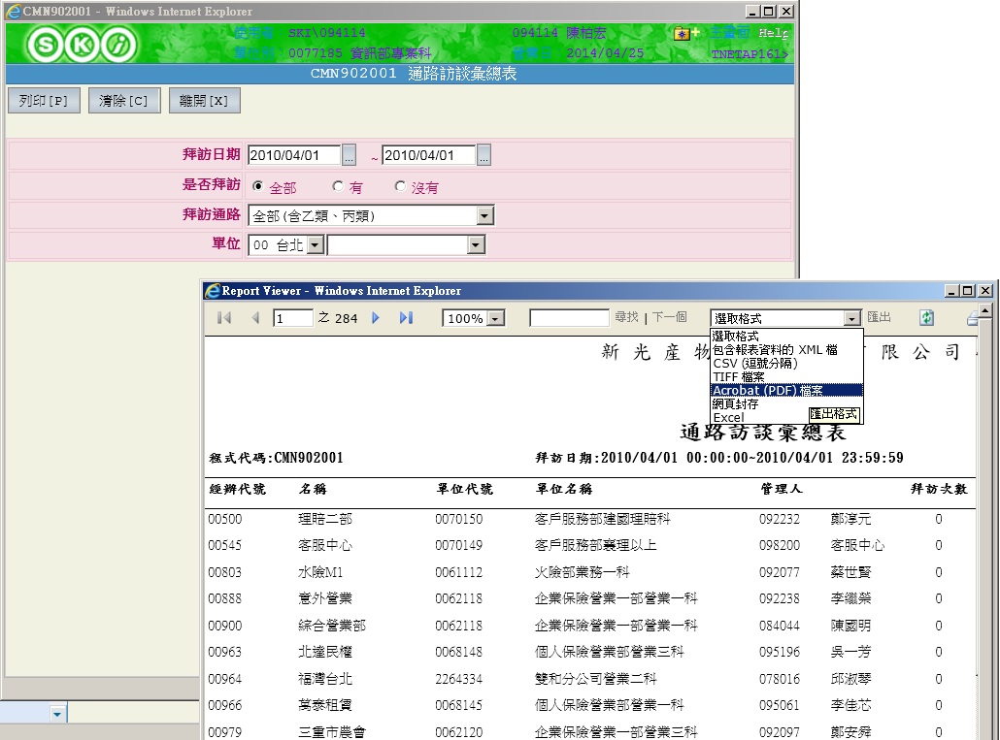 CMN902001 - Windows Internet Explorer
SKi
使用者: SKI\094114 094114 陳柏宏 Help
0077185 資訊部專案科 2014/04/25 TNETAP161>
CMN902001 通路訪談彙總表
列印[P] 清除[C] 離開[X]
拜訪日期 2010/04/01 ... ~ 2010/04/01 ...
是否拜訪 全部 有 沒有
拜訪通路 全部(含乙類、丙類)
單位 00 台北
Report Viewer - Windows Internet Explorer
1 之 284 100% 尋找 | 下一個 選取格式 匯出
選取格式
包含報表資料的 XML 檔
CSV (逗號分隔)
TIFF 檔案
Acrobat (PDF) 檔案
網頁封存
Excel
匯出格式
新光產物 有限公司
通路訪談彙總表
程式代碼:CMN902001 拜訪日期:2010/04/01 00:00:00~2010/04/01 23:59:59
經辦代號 名稱 單位代號 單位名稱 管理人 拜訪次數
00500 理賠二部 0070150 客戶服務部建國理賠科 092232 鄭淳元 0
00545 客服中心 0070149 客戶服務部襄理以上 098200 客服中心 0
00803 水險M1 0061112 火險部業務一科 092077 蔡世賢 0
00888 意外營業 0062118 企業保險營業一部營業一科 092238 李繼榮 0
00900 綜合營業部 0062118 企業保險營業一部營業一科 084044 陳國明 0
00963 北達民權 0068148 個人保險營業部營業三科 095196 吳一芳 0
00964 福灣台北 2264334 雙和分公司營業二科 078016 邱淑琴 0
00966 萬泰租賃 0068145 個人保險營業部營業一科 095061 李佳芯 0
00979 三重市農會 0062120 企業保險營業一部營業三科 092097 鄭安舜 0